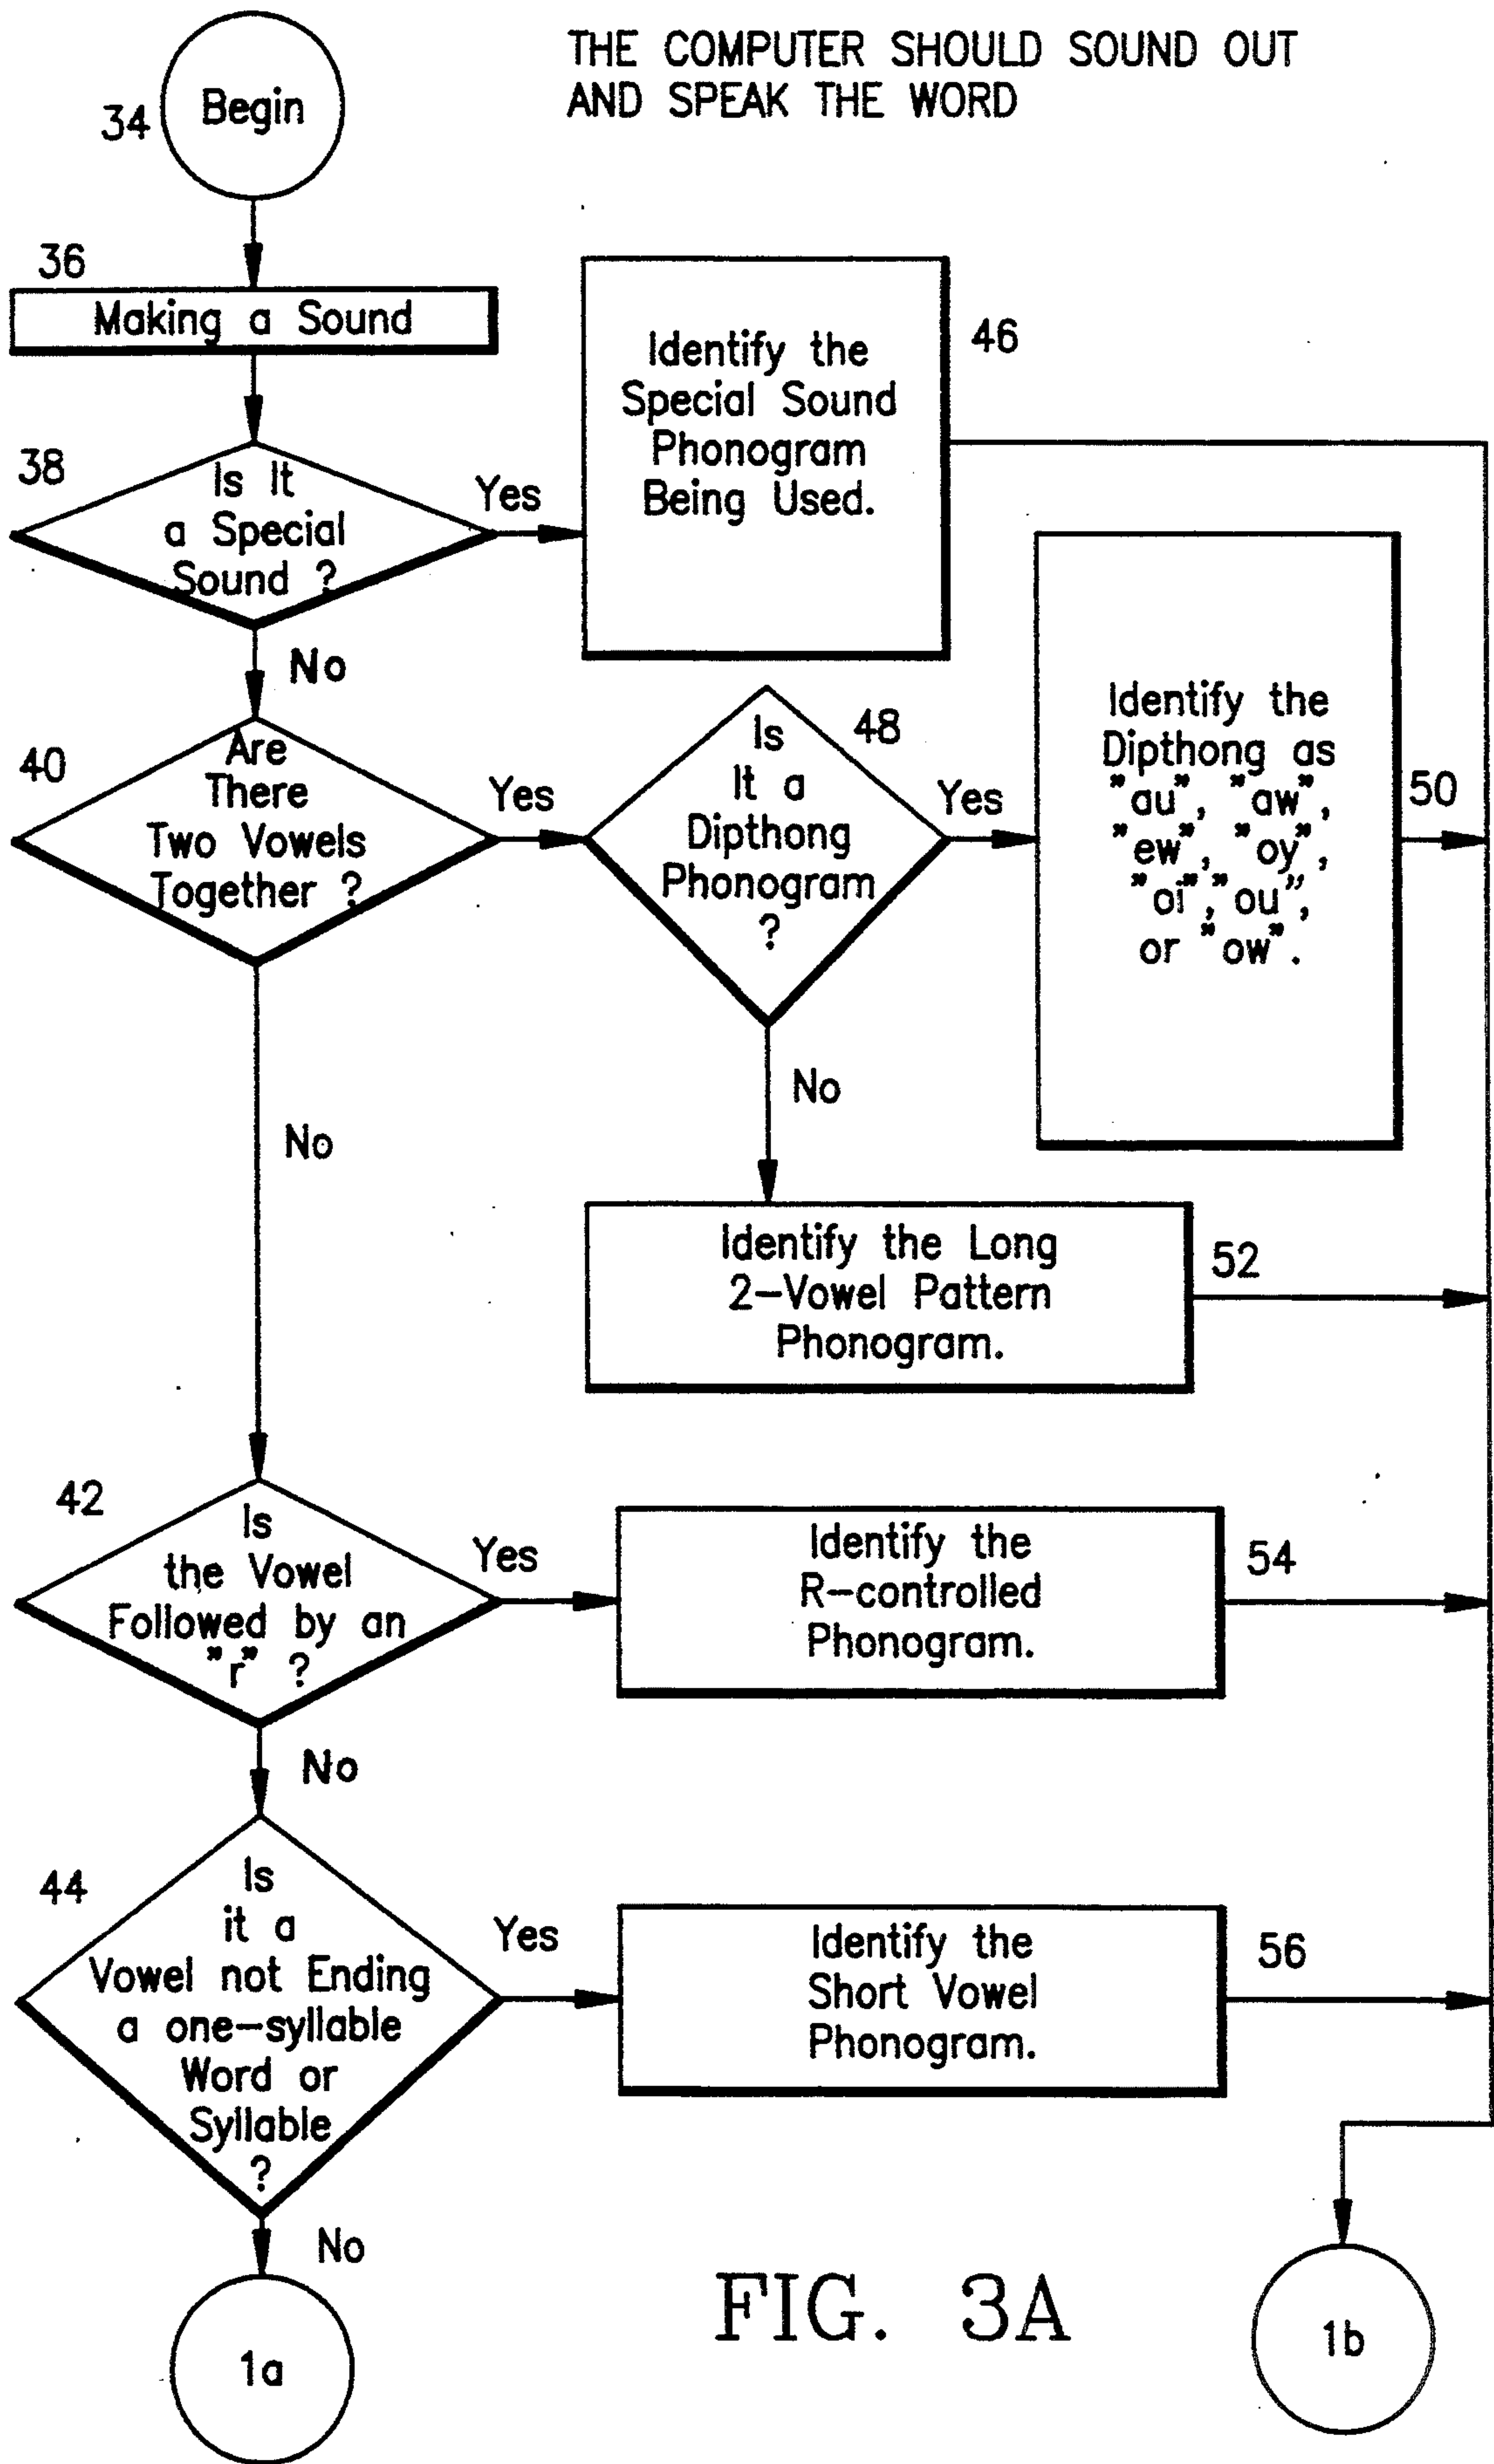 THE COMPUTER SHOULD SOUND OUT
AND SPEAK THE WORD
34
Begin
36
Making a Sound
38
Is It
a Special
Sound ?
Yes
No
Identify the
Special Sound
Phonogram
Being Used.
46
40
Are
There
Two Vowels
Together ?
Yes
No
48
Is
It a
Dipthong
Phonogram
?
Yes
No
Identify the
Dipthong as
"au", "aw",
"ew", "oy",
"oi","ou",
or "ow".
50
Identify the Long
2-Vowel Pattern
Phonogram.
52
42
Is
the Vowel
Followed by an
"r" ?
Yes
No
Identify the
R-controlled
Phonogram.
54
44
Is
it a
Vowel not Ending
a one-syllable
Word or
Syllable
?
Yes
No
Identify the
Short Vowel
Phonogram.
56
1a
FIG. 3A
1b